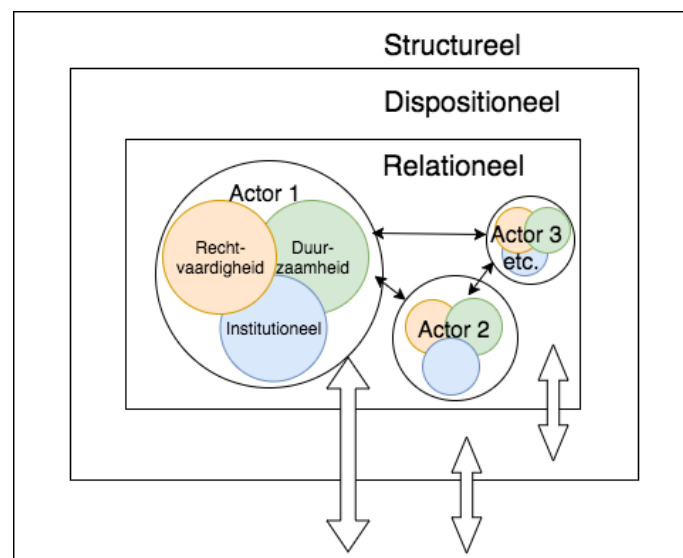 Structureel
Dispositioneel
Relationeel
Actor 1
Recht-
vaardigheid
Duur-
zaamheid
Institutioneel
Actor 3
etc.
Actor 2